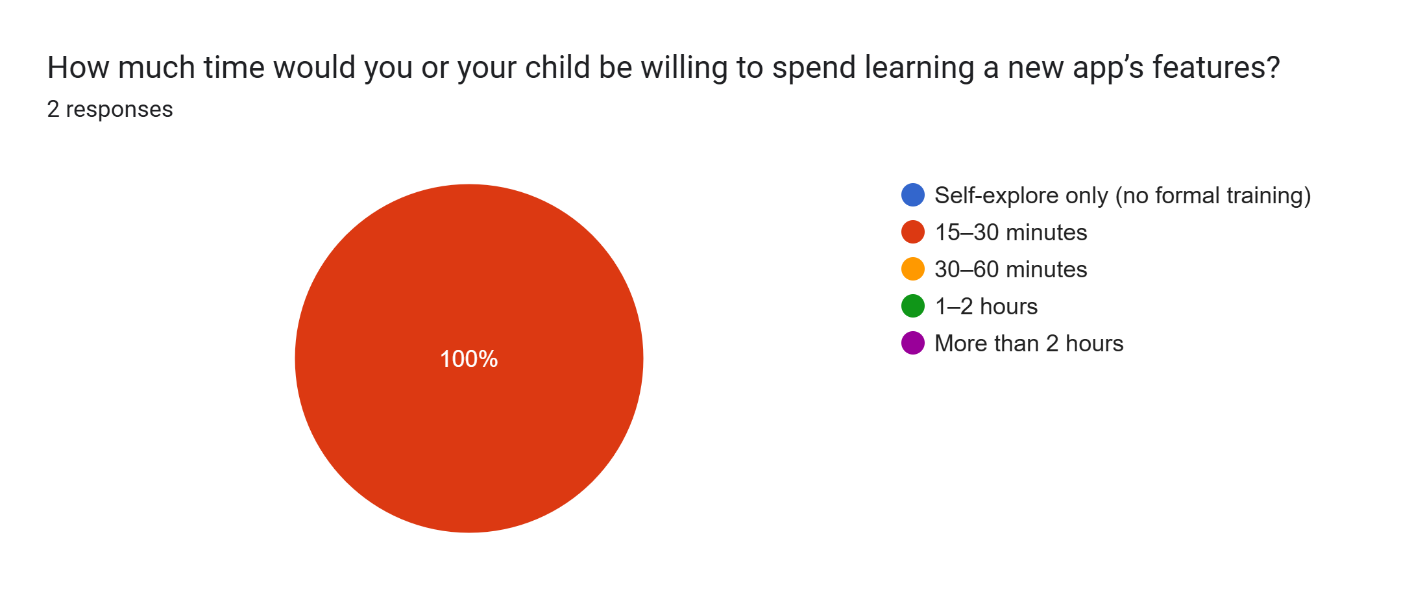 How much time would you or your child be willing to spend learning a new app’s features?
2 responses
100%
Self-explore only (no formal training)
15–30 minutes
30–60 minutes
1–2 hours
More than 2 hours